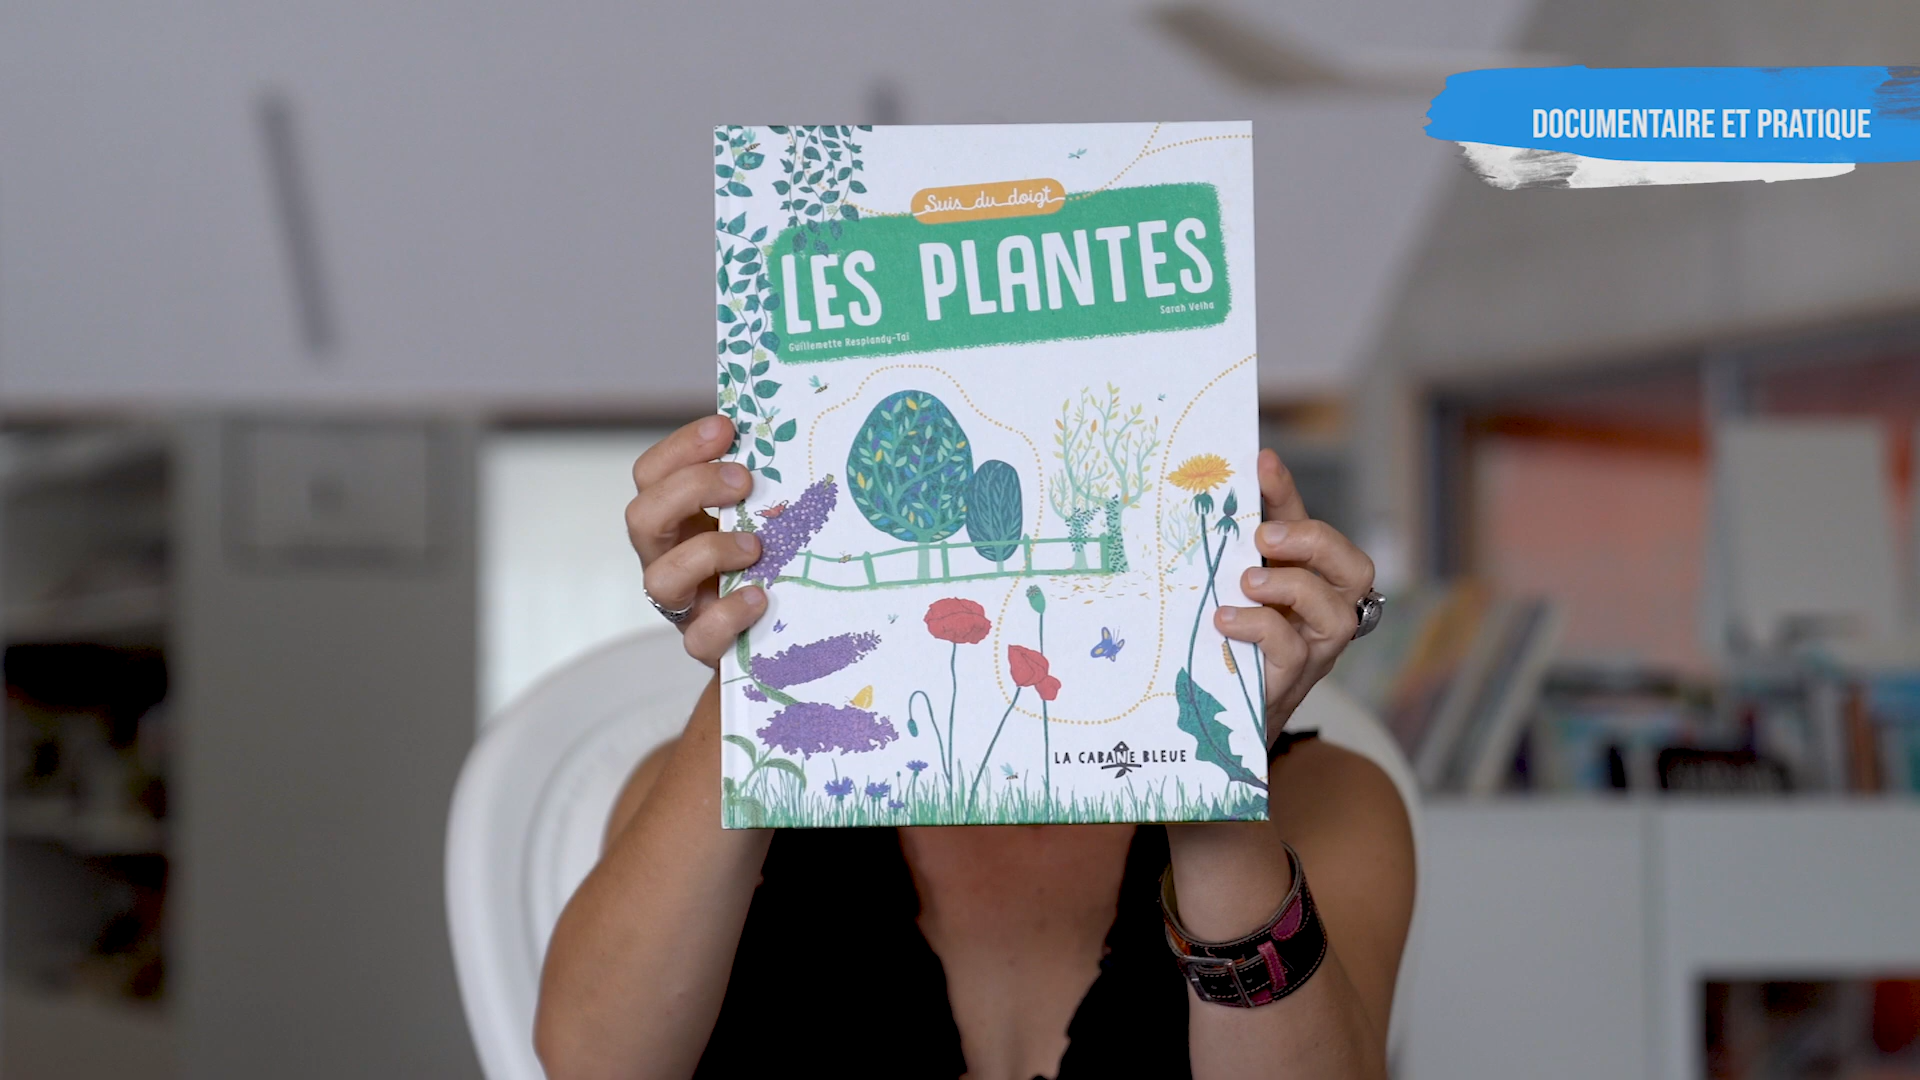 DOCUMENTAIRE ET PRATIQUE
Suis du doigt
LES PLANTES
Guillemette Resplandy-Taï
Sarah Velha
LA CABANE BLEUE